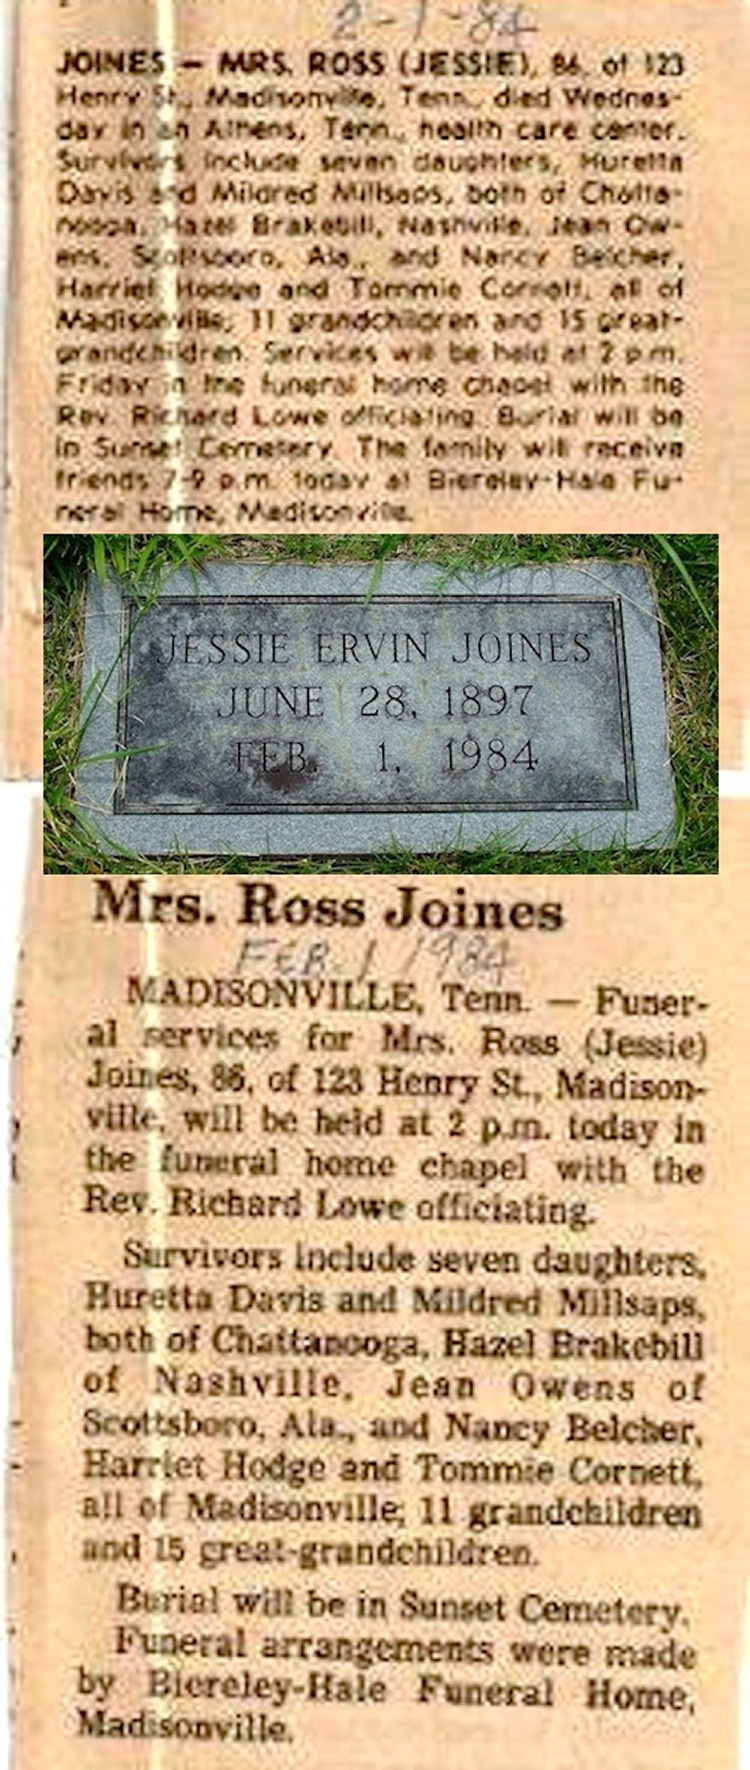 2-1-84
JOINES — MRS. ROSS (JESSIE), 86, of 123
Henry St., Madisonville, Tenn., died Wednes-
day in an Athens, Tenn., health care center.
Survivors include seven daughters, Huretta
Davis and Mildred Millsaps, both of Chatta-
nooga, Hazel Brakebill, Nashville, Jean Ow-
ens, Scottsboro, Ala., and Nancy Belcher,
Harriet Hodge and Tommie Cornett, all of
Madisonville; 11 grandchildren and 15 great-
grandchildren. Services will be held at 2 p.m.
Friday in the funeral home chapel with the
Rev. Richard Lowe officiating. Burial will be
in Sunset Cemetery. The family will receive
friends 7-9 p.m. today at Biereley-Hale Fu-
neral Home, Madisonville.
JESSIE ERVIN JOINES
JUNE 28, 1897
FEB. 1, 1984
Mrs. Ross Joines
FEB. 1 1984
MADISONVILLE, Tenn. — Funer-
al services for Mrs. Ross (Jessie)
Joines, 86, of 123 Henry St., Madison-
ville, will be held at 2 p.m. today in
the funeral home chapel with the
Rev. Richard Lowe officiating.
Survivors include seven daughters,
Huretta Davis and Mildred Millsaps,
both of Chattanooga, Hazel Brakebill
of Nashville, Jean Owens of
Scottsboro, Ala., and Nancy Belcher,
Harriet Hodge and Tommie Cornett,
all of Madisonville; 11 grandchildren
and 15 great-grandchildren.
Burial will be in Sunset Cemetery.
Funeral arrangements were made
by Biereley-Hale Funeral Home,
Madisonville.